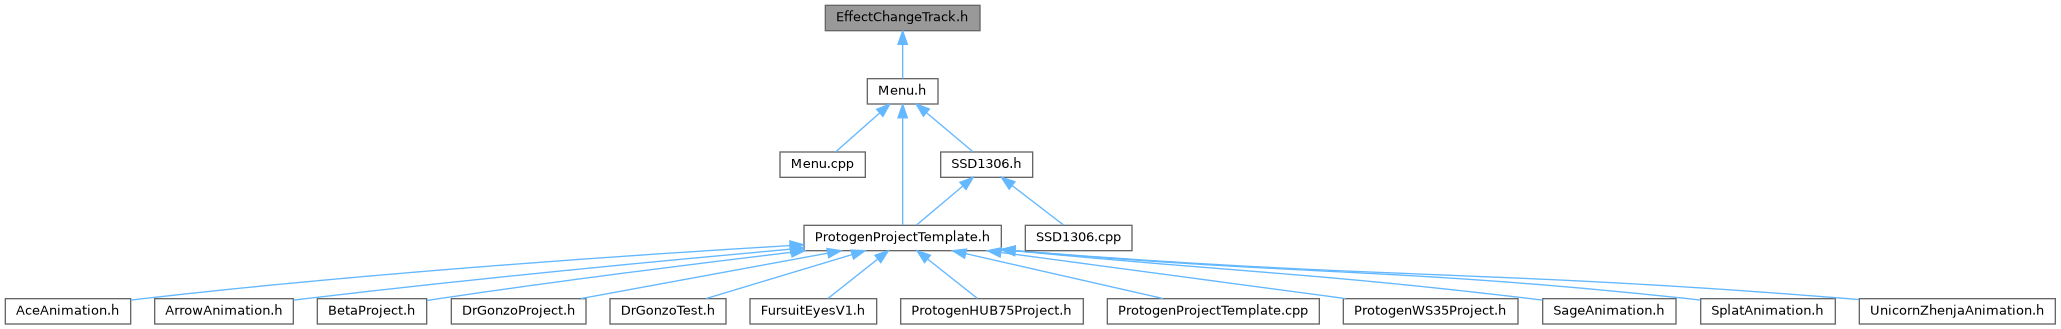 EffectChangeTrack.h
Menu.h
Menu.cpp
SSD1306.h
ProtogenProjectTemplate.h
SSD1306.cpp
AceAnimation.h
ArrowAnimation.h
BetaProject.h
DrGonzoProject.h
DrGonzoTest.h
FursuitEyesV1.h
ProtogenHUB75Project.h
ProtogenProjectTemplate.cpp
ProtogenWS35Project.h
SageAnimation.h
SplatAnimation.h
UnicornZhenjaAnimation.h